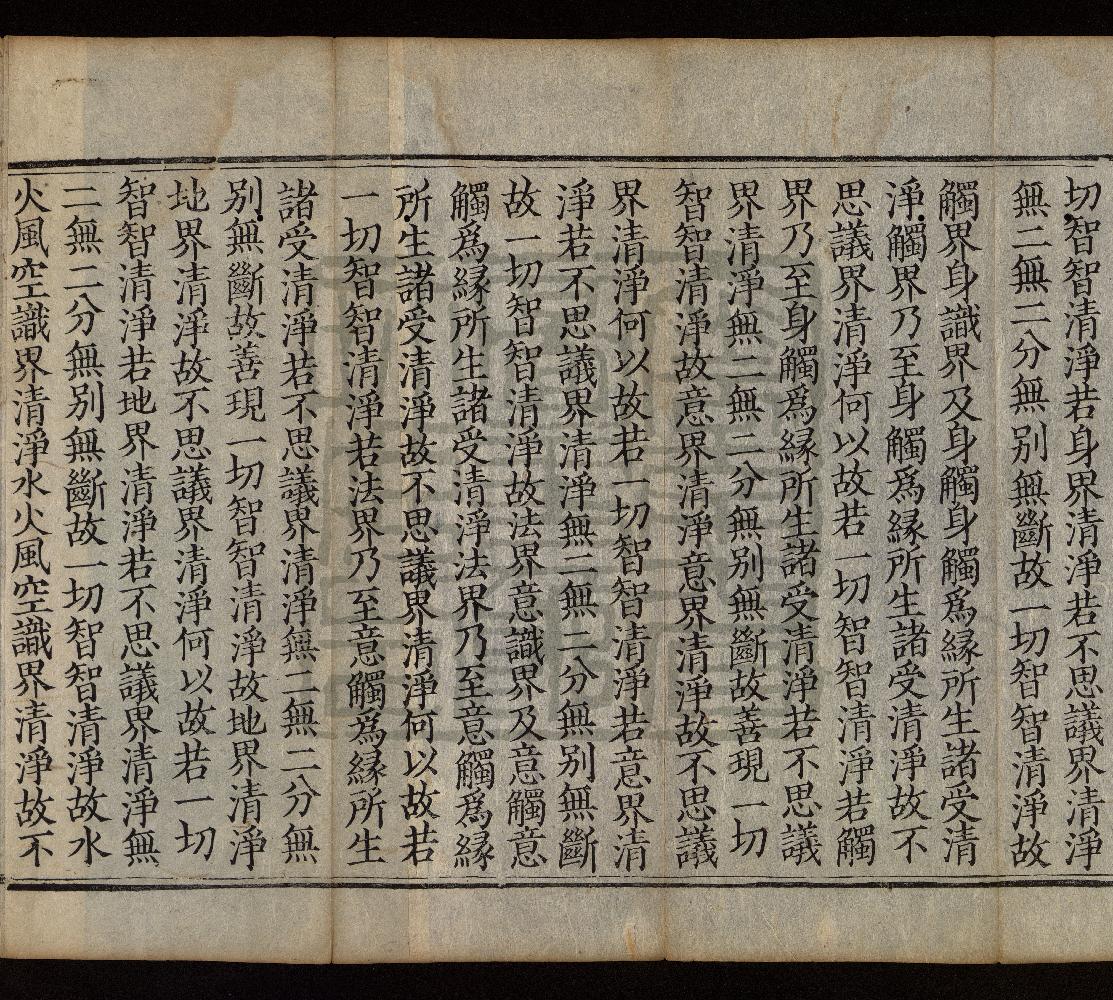 切智智清淨若身界清淨若不思議界清淨
無二無二分無别無斷故一切智智清淨故
觸界身識界及身觸身觸爲緣所生諸受清
淨觸界乃至身觸爲緣所生諸受清淨故不
思議界清淨何以故若一切智智清淨若觸
界乃至身觸爲緣所生諸受清淨若不思議
界清淨無二無二分無别無斷故善現一切
智智清淨故意界清淨意界清淨故不思議
界清淨何以故若一切智智清淨若意界清
淨若不思議界清淨無二無二分無别無斷
故一切智智清淨故法界意識界及意觸意
觸爲緣所生諸受清淨法界乃至意觸爲緣
所生諸受清淨故不思議界清淨何以故若
一切智智清淨若法界乃至意觸爲緣所生
諸受清淨若不思議界清淨無二無二分無
别無斷故善現一切智智清淨故地界清淨
地界清淨故不思議界清淨何以故若一切
智智清淨若地界清淨若不思議界清淨無
二無二分無别無斷故一切智智清淨故水
火風空識界清淨水火風空識界清淨故不